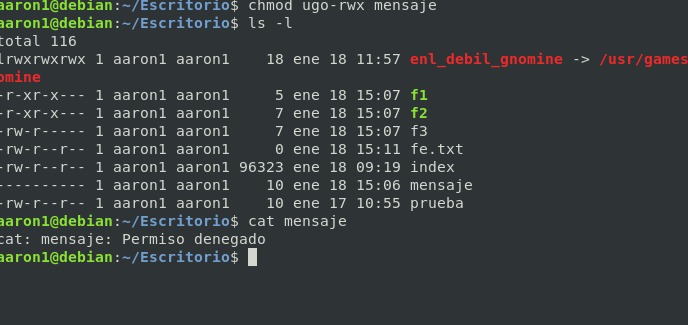 aaron1@debian:~/Escritorio$ chmod ugo-rwx mensaje
aaron1@debian:~/Escritorio$ ls -l
total 116
lrwxrwxrwx 1 aaron1 aaron1    18 ene 18 11:57 enl_debil_gnomine -> /usr/games
omine
-r-xr-x--- 1 aaron1 aaron1     5 ene 18 15:07 f1
-r-xr-x--- 1 aaron1 aaron1     7 ene 18 15:07 f2
-rw-r----- 1 aaron1 aaron1     7 ene 18 15:07 f3
-rw-r--r-- 1 aaron1 aaron1     0 ene 18 15:11 fe.txt
-rw-r--r-- 1 aaron1 aaron1 96323 ene 18 09:19 index
---------- 1 aaron1 aaron1    10 ene 18 15:06 mensaje
-rw-r--r-- 1 aaron1 aaron1    10 ene 17 10:55 prueba
aaron1@debian:~/Escritorio$ cat mensaje
cat: mensaje: Permiso denegado
aaron1@debian:~/Escritorio$